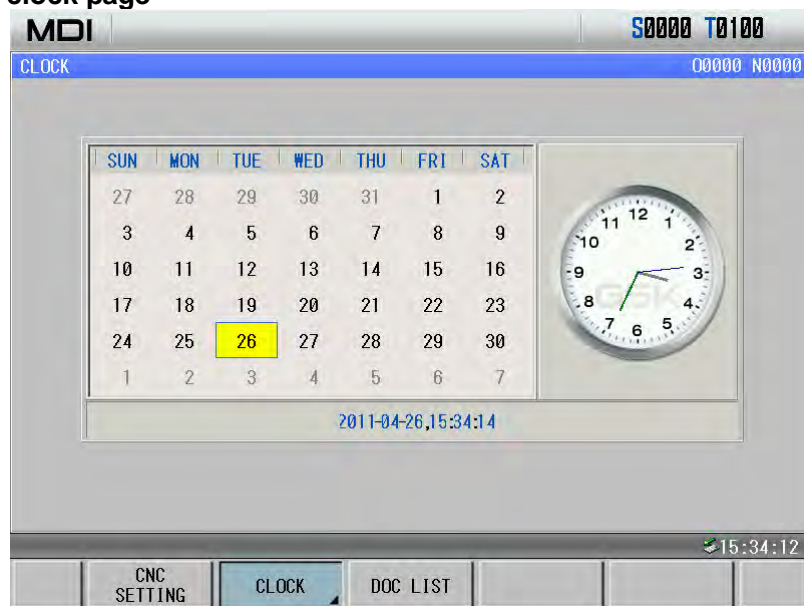 clock page
MDI S0000 T0100
CLOCK O0000 N0000
SUN MON TUE WED THU FRI SAT
27 28 29 30 31 1 2
3 4 5 6 7 8 9
10 11 12 13 14 15 16
17 18 19 20 21 22 23
24 25 26 27 28 29 30
1 2 3 4 5 6 7
12
11 1
10 2
9 3
8 4
7 5
6
GSK
2011-04-26,15:34:14
15:34:12
CNC SETTING CLOCK DOC LIST